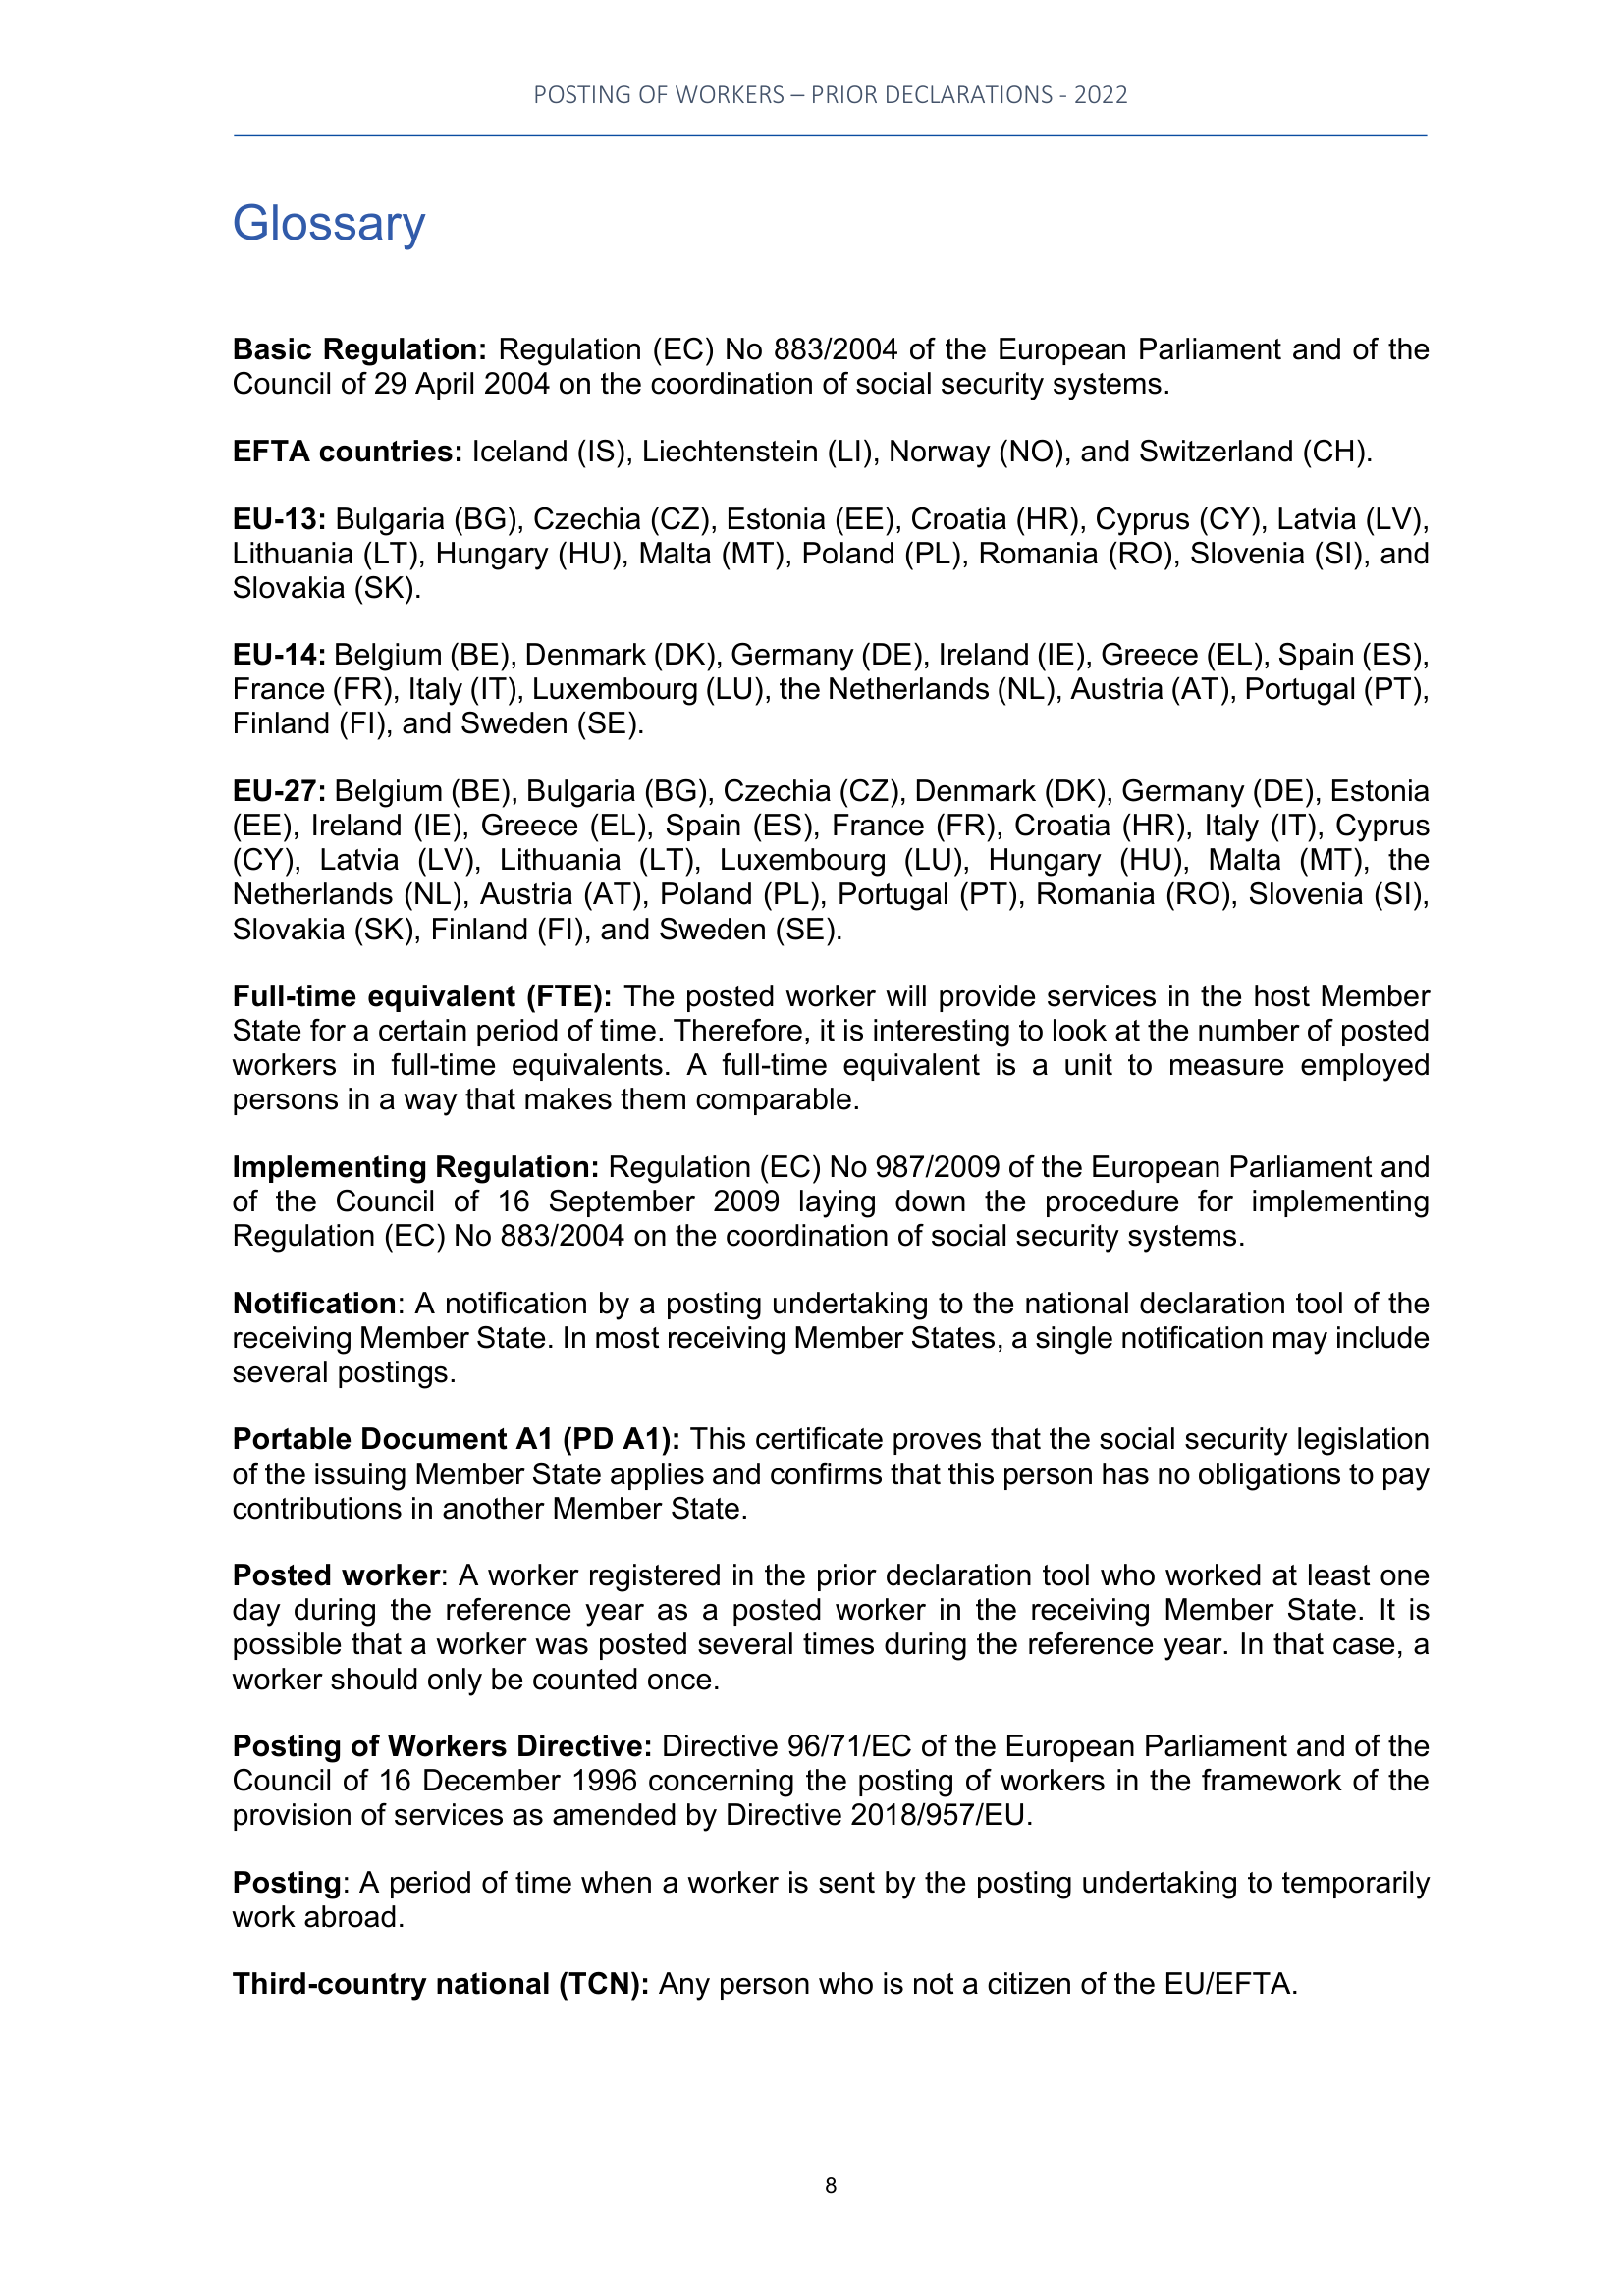 POSTING OF WORKERS – PRIOR DECLARATIONS - 2022
Glossary
Basic Regulation: Regulation (EC) No 883/2004 of the European Parliament and of the
Council of 29 April 2004 on the coordination of social security systems.
EFTA countries: Iceland (IS), Liechtenstein (LI), Norway (NO), and Switzerland (CH).
EU-13: Bulgaria (BG), Czechia (CZ), Estonia (EE), Croatia (HR), Cyprus (CY), Latvia (LV),
Lithuania (LT), Hungary (HU), Malta (MT), Poland (PL), Romania (RO), Slovenia (SI), and
Slovakia (SK).
EU-14: Belgium (BE), Denmark (DK), Germany (DE), Ireland (IE), Greece (EL), Spain (ES),
France (FR), Italy (IT), Luxembourg (LU), the Netherlands (NL), Austria (AT), Portugal (PT),
Finland (FI), and Sweden (SE).
EU-27: Belgium (BE), Bulgaria (BG), Czechia (CZ), Denmark (DK), Germany (DE), Estonia
(EE), Ireland (IE), Greece (EL), Spain (ES), France (FR), Croatia (HR), Italy (IT), Cyprus
(CY), Latvia (LV), Lithuania (LT), Luxembourg (LU), Hungary (HU), Malta (MT), the
Netherlands (NL), Austria (AT), Poland (PL), Portugal (PT), Romania (RO), Slovenia (SI),
Slovakia (SK), Finland (FI), and Sweden (SE).
Full-time equivalent (FTE): The posted worker will provide services in the host Member
State for a certain period of time. Therefore, it is interesting to look at the number of posted
workers in full-time equivalents. A full-time equivalent is a unit to measure employed
persons in a way that makes them comparable.
Implementing Regulation: Regulation (EC) No 987/2009 of the European Parliament and
of the Council of 16 September 2009 laying down the procedure for implementing
Regulation (EC) No 883/2004 on the coordination of social security systems.
Notification: A notification by a posting undertaking to the national declaration tool of the
receiving Member State. In most receiving Member States, a single notification may include
several postings.
Portable Document A1 (PD A1): This certificate proves that the social security legislation
of the issuing Member State applies and confirms that this person has no obligations to pay
contributions in another Member State.
Posted worker: A worker registered in the prior declaration tool who worked at least one
day during the reference year as a posted worker in the receiving Member State. It is
possible that a worker was posted several times during the reference year. In that case, a
worker should only be counted once.
Posting of Workers Directive: Directive 96/71/EC of the European Parliament and of the
Council of 16 December 1996 concerning the posting of workers in the framework of the
provision of services as amended by Directive 2018/957/EU.
Posting: A period of time when a worker is sent by the posting undertaking to temporarily
work abroad.
Third-country national (TCN): Any person who is not a citizen of the EU/EFTA.
8